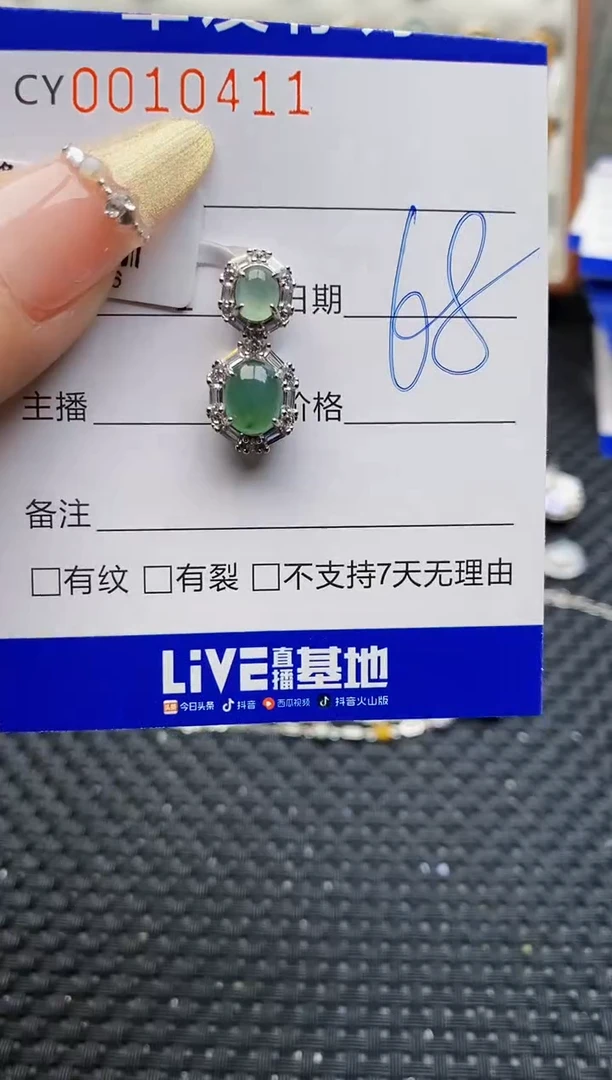 CY0010411
日期
68
主播
价格
备注
□有纹 □有裂 □不支持7天无理由
LiVE直播基地
今日头条 抖音 西瓜视频 抖音火山版